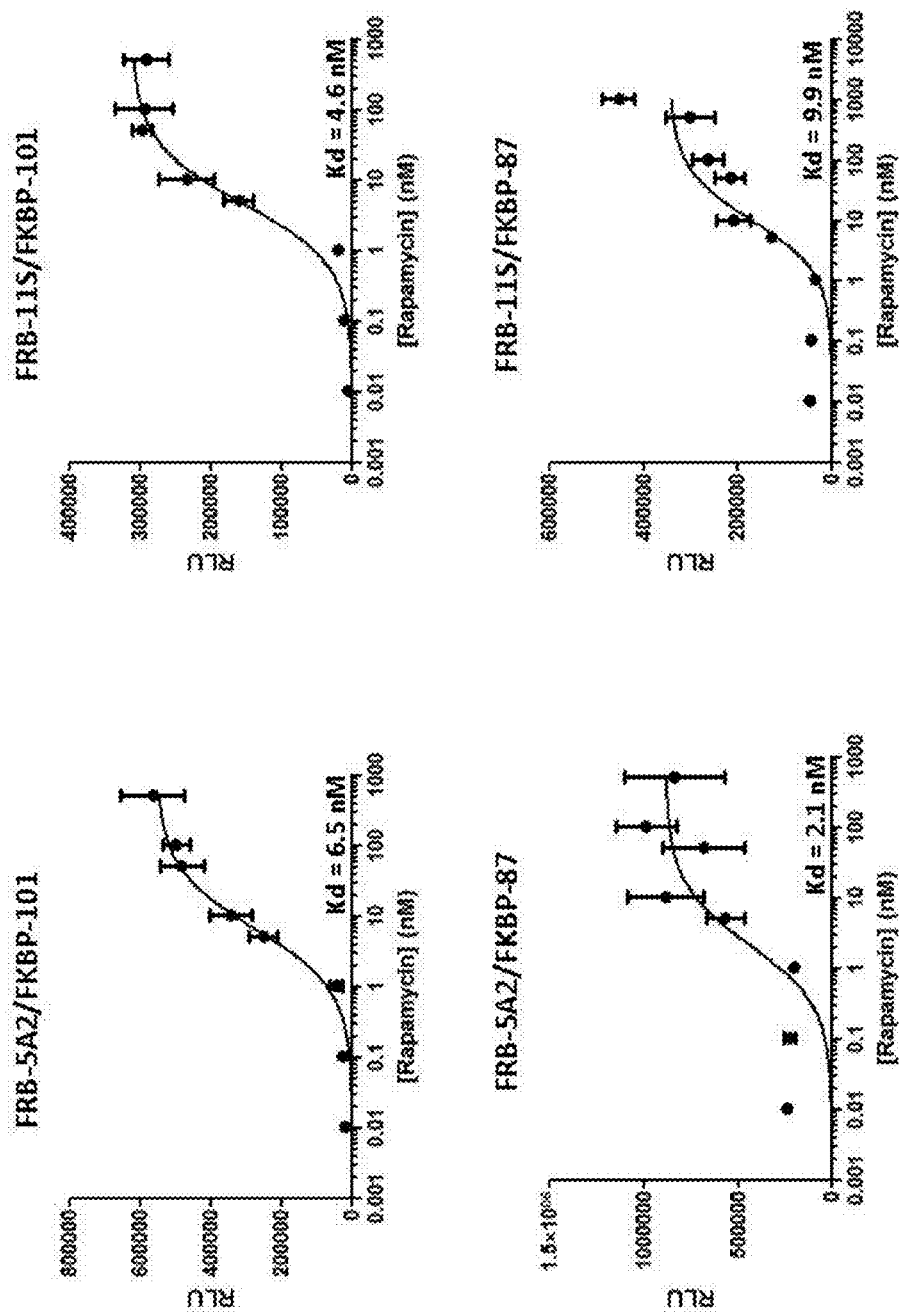 FRB-5A2/FKBP-101
800000
600000
400000
200000
0
RLU
0.001 0.01 0.1 1 10 100 1000
[Rapamycin] (nM)
Kd = 6.5 nM
FRB-11S/FKBP-101
400000
300000
200000
100000
0
RLU
0.001 0.01 0.1 1 10 100 1000
[Rapamycin] (nM)
Kd = 4.6 nM
FRB-5A2/FKBP-87
1.5×10⁰⁶
1000000
500000
0
RLU
0.001 0.01 0.1 1 10 100 1000
[Rapamycin] (nM)
Kd = 2.1 nM
FRB-11S/FKBP-87
600000
400000
200000
0
RLU
0.001 0.01 0.1 1 10 100 1000 10000
[Rapamycin] (nM)
Kd = 9.9 nM